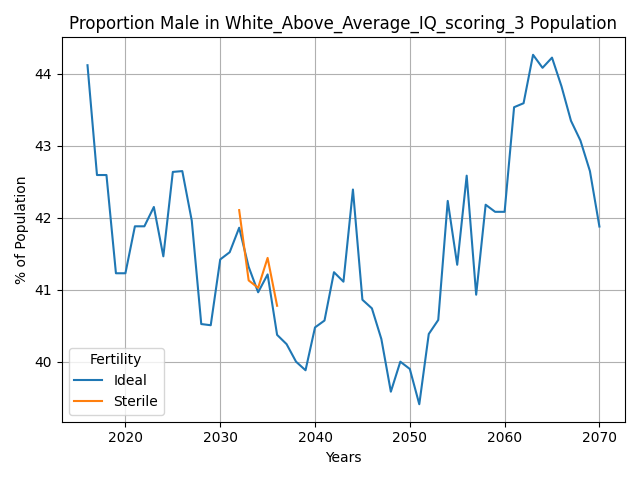 Proportion Male in White_Above_Average_IQ_scoring_3 Population
% of Population
44
43
42
41
40
Fertility
Ideal
Sterile
2020 2030 2040 2050 2060 2070
Years